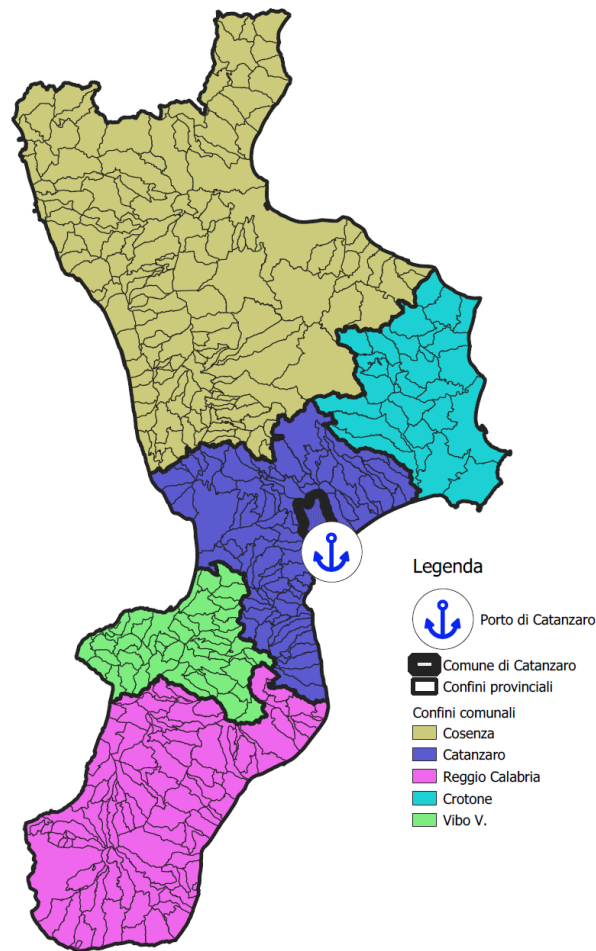 Legenda
Porto di Catanzaro
Comune di Catanzaro
Confini provinciali
Confini comunali
Cosenza
Catanzaro
Reggio Calabria
Crotone
Vibo V.